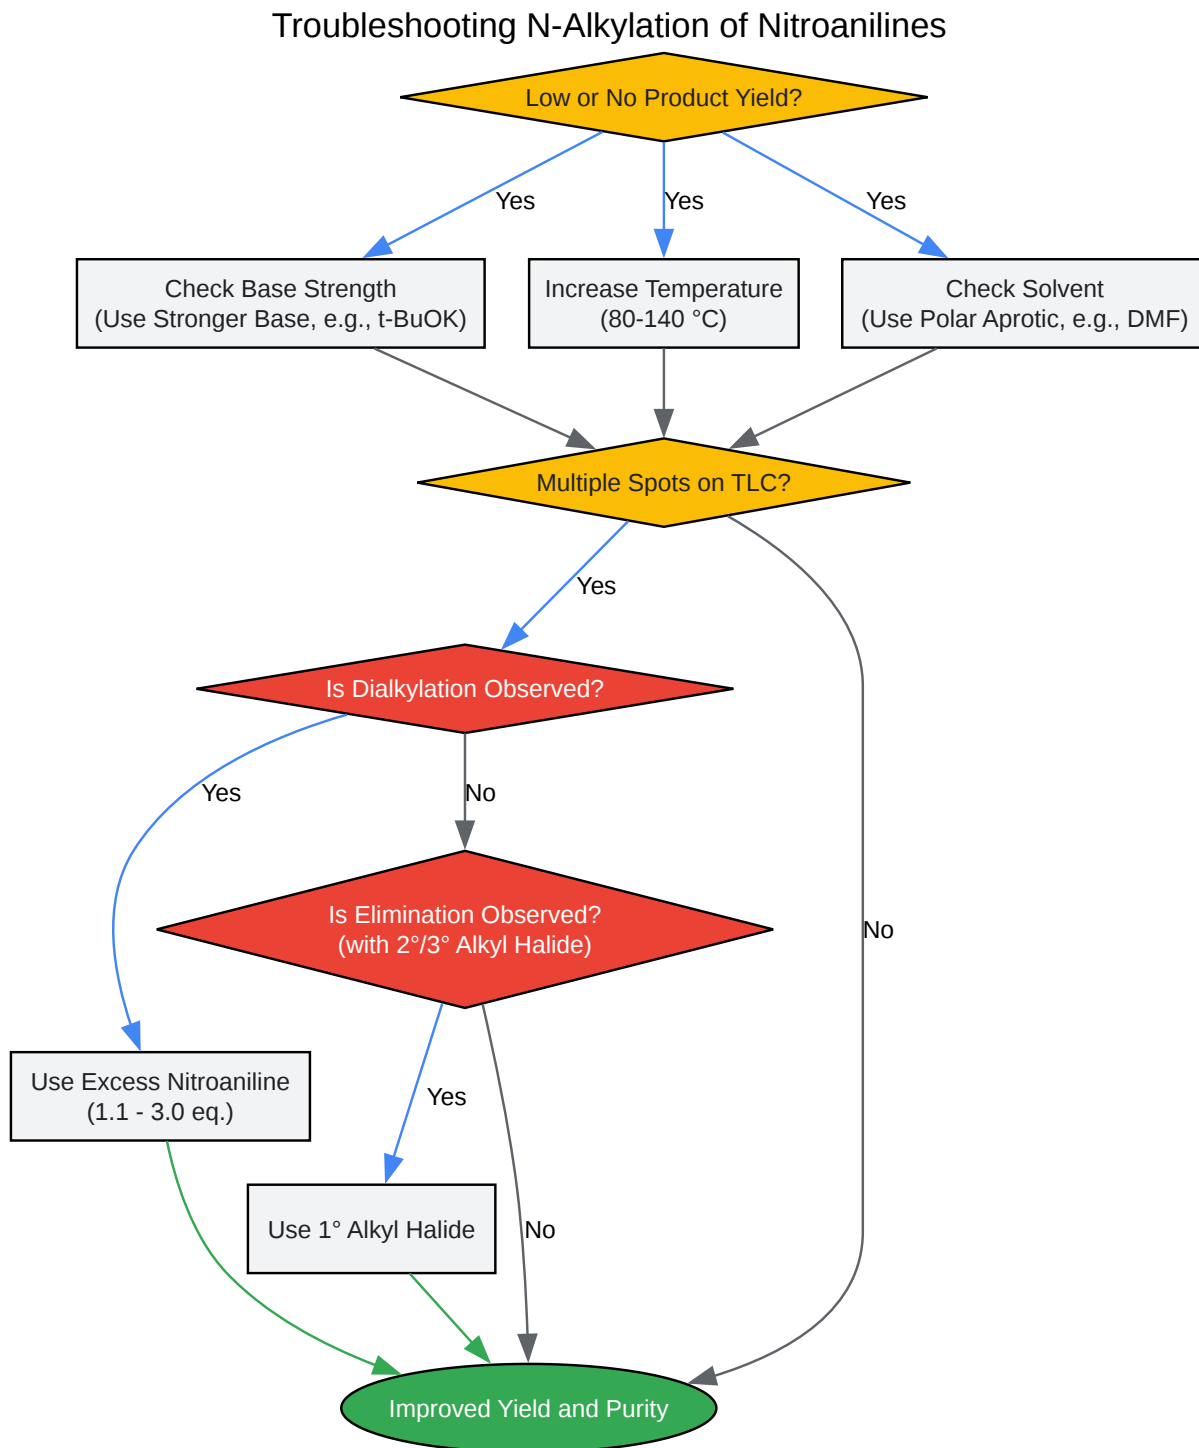 Troubleshooting N-Alkylation of Nitroanilines
Low or No Product Yield?
Yes
Yes
Yes
Check Base Strength
(Use Stronger Base, e.g., t-BuOK)
Increase Temperature
(80-140 °C)
Check Solvent
(Use Polar Aprotic, e.g., DMF)
Multiple Spots on TLC?
Yes
Is Dialkylation Observed?
Yes
No
Is Elimination Observed?
(with 2°/3° Alkyl Halide)
No
Use Excess Nitroaniline
(1.1 - 3.0 eq.)
Yes
Use 1° Alkyl Halide
No
Improved Yield and Purity